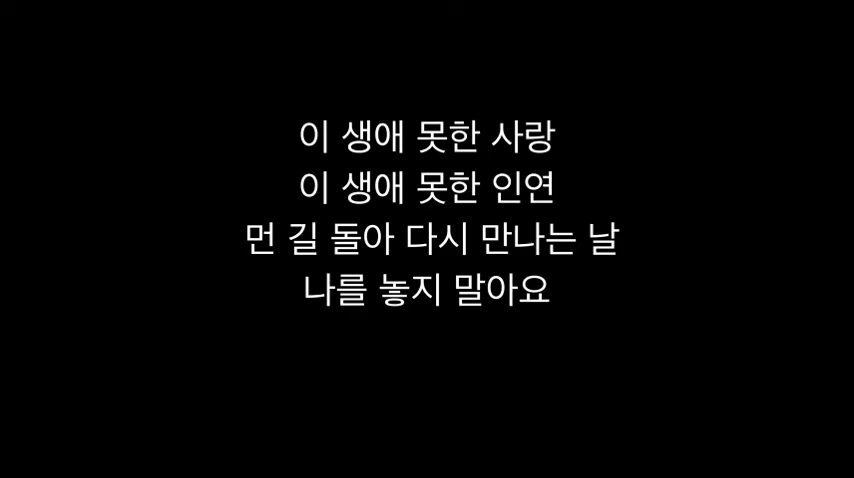 이 생애 못한 사랑
이 생애 못한 인연
먼 길 돌아 다시 만나는 날
나를 놓지 말아요